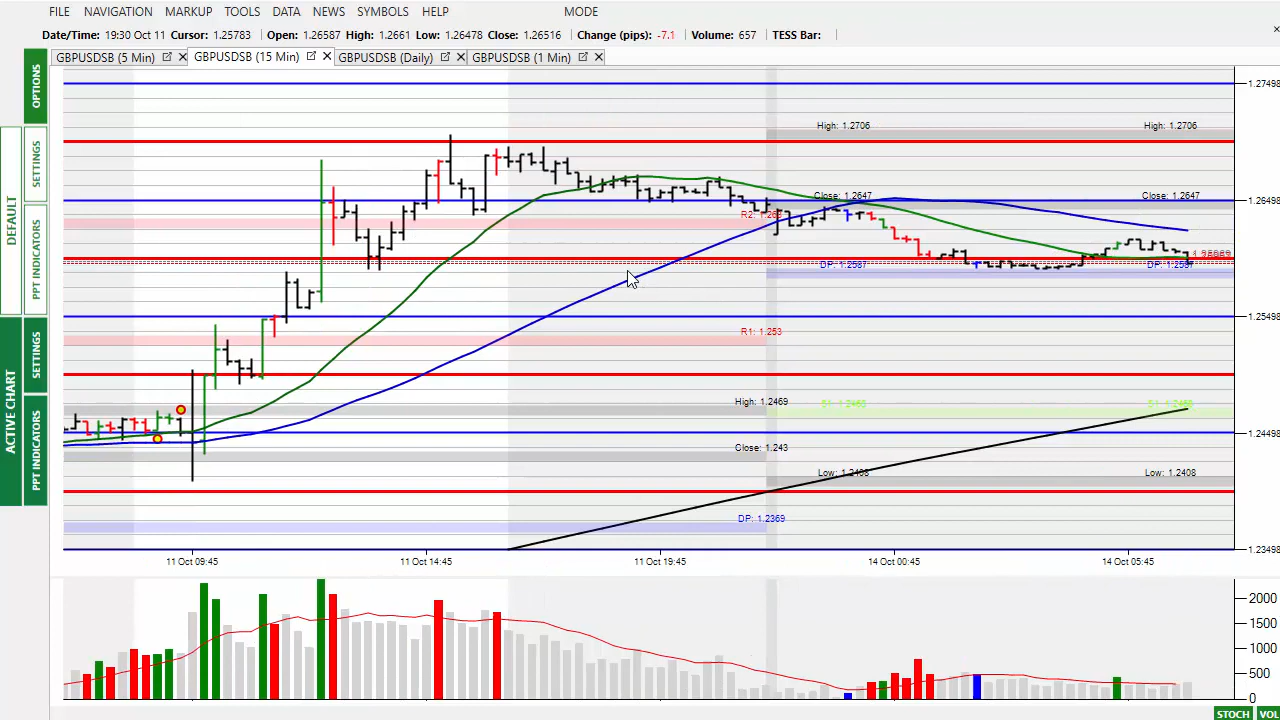 FILE NAVIGATION MARKUP TOOLS DATA NEWS SYMBOLS HELP MODE
Date/Time: 19:30 Oct 11 Cursor: 1.25783 Open: 1.26587 High: 1.2661 Low: 1.26478 Close: 1.26516 Change (pips): -7.1 Volume: 657 TESS Bar:
GBPUSDSB (5 Min) GBPUSDSB (15 Min) GBPUSDSB (Daily) GBPUSDSB (1 Min)
OPTIONS
SETTINGS
DEFAULT
PPT INDICATORS
SETTINGS
ACTIVE CHART
PPT INDICATORS
1.27498
High: 1.2706 High: 1.2706
Close: 1.2647 Close: 1.2647
1.26498
R2:
DP: 1.2587 DP:
1.25498
R1: 1.253
High: 1.2469 S1: S1:
1.24498
Close: 1.243
Low: 1.2408 Low: 1.2408
DP: 1.2369
1.23498
11 Oct 09:45 11 Oct 14:45 11 Oct 19:45 14 Oct 00:45 14 Oct 05:45
2000
1500
1000
500
0
STOCH VOL